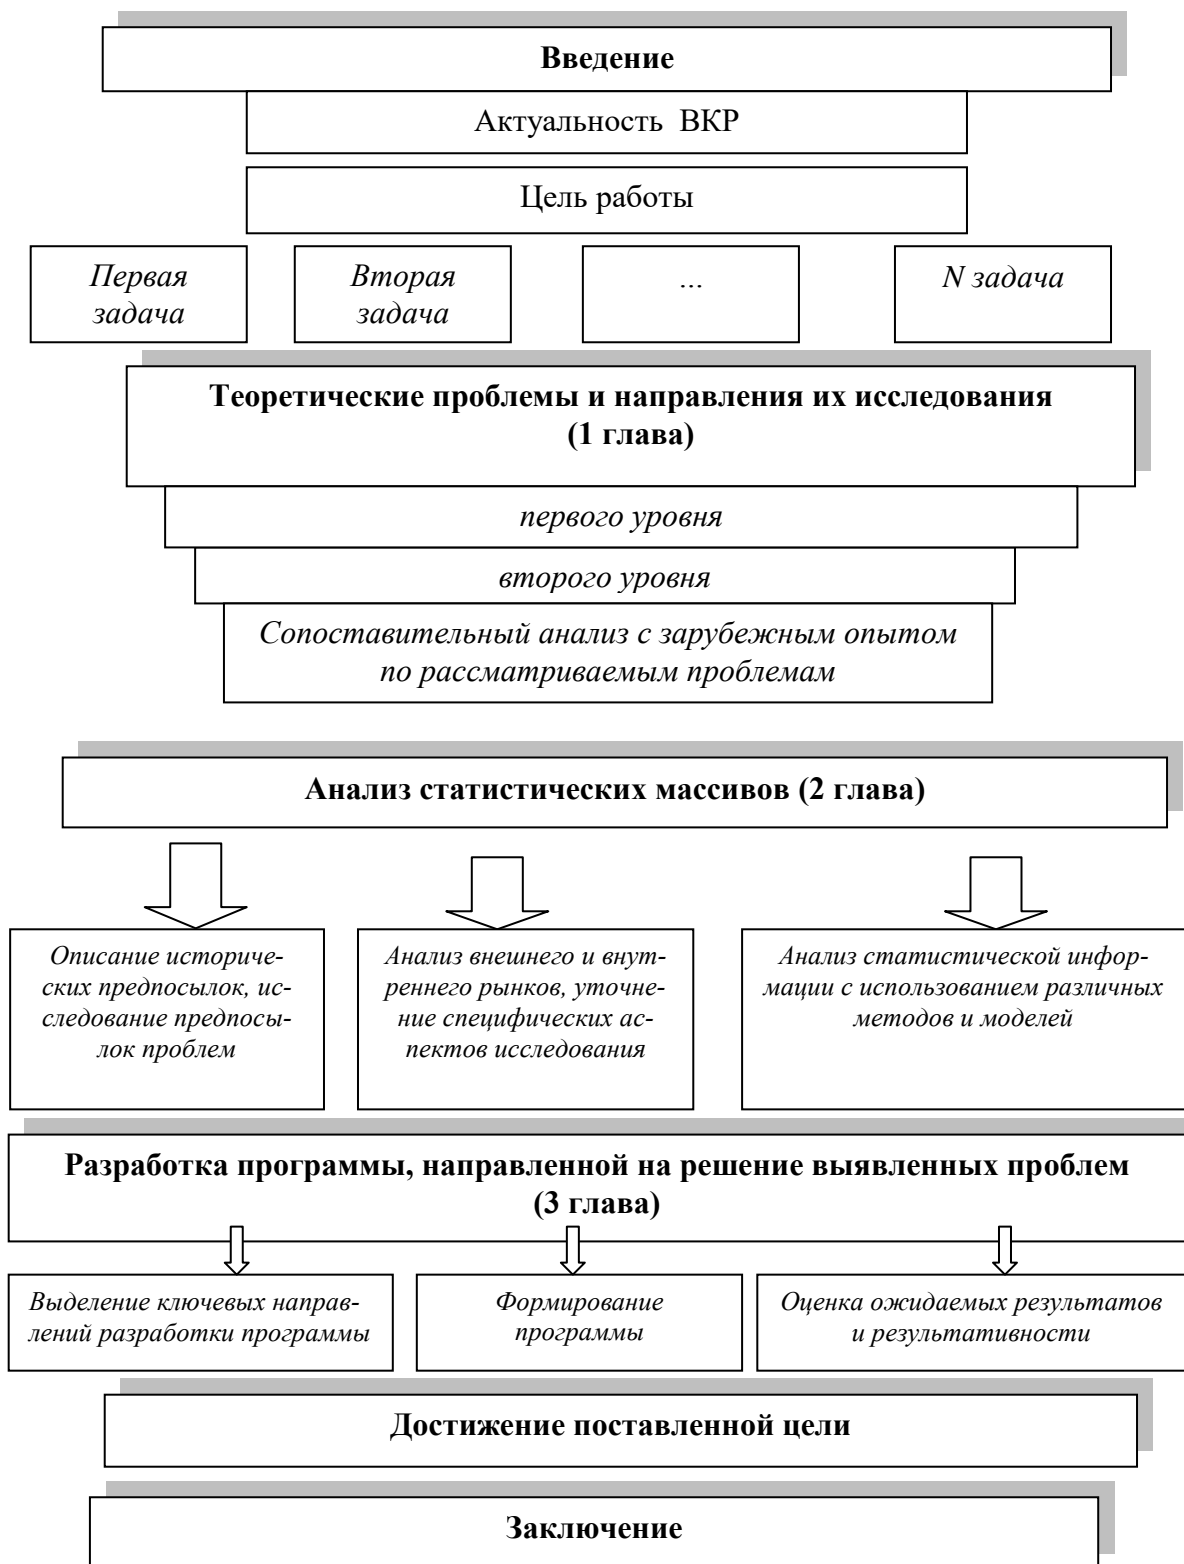 Введение
Актуальность ВКР
Цель работы
Первая
задача
Вторая
задача
...
N задача
Теоретические проблемы и направления их исследования
(1 глава)
первого уровня
второго уровня
Сопоставительный анализ с зарубежным опытом
по рассматриваемым проблемам
Анализ статистических массивов (2 глава)
Описание историче-
ских предпосылок, ис-
следование предпосы-
лок проблем
Анализ внешнего и внут-
реннего рынков, уточне-
ние специфических ас-
пектов исследования
Анализ статистической инфор-
мации с использованием различных
методов и моделей
Разработка программы, направленной на решение выявленных проблем
(3 глава)
Выделение ключевых направ-
лений разработки программы
Формирование
программы
Оценка ожидаемых результатов
и результативности
Достижение поставленной цели
Заключение